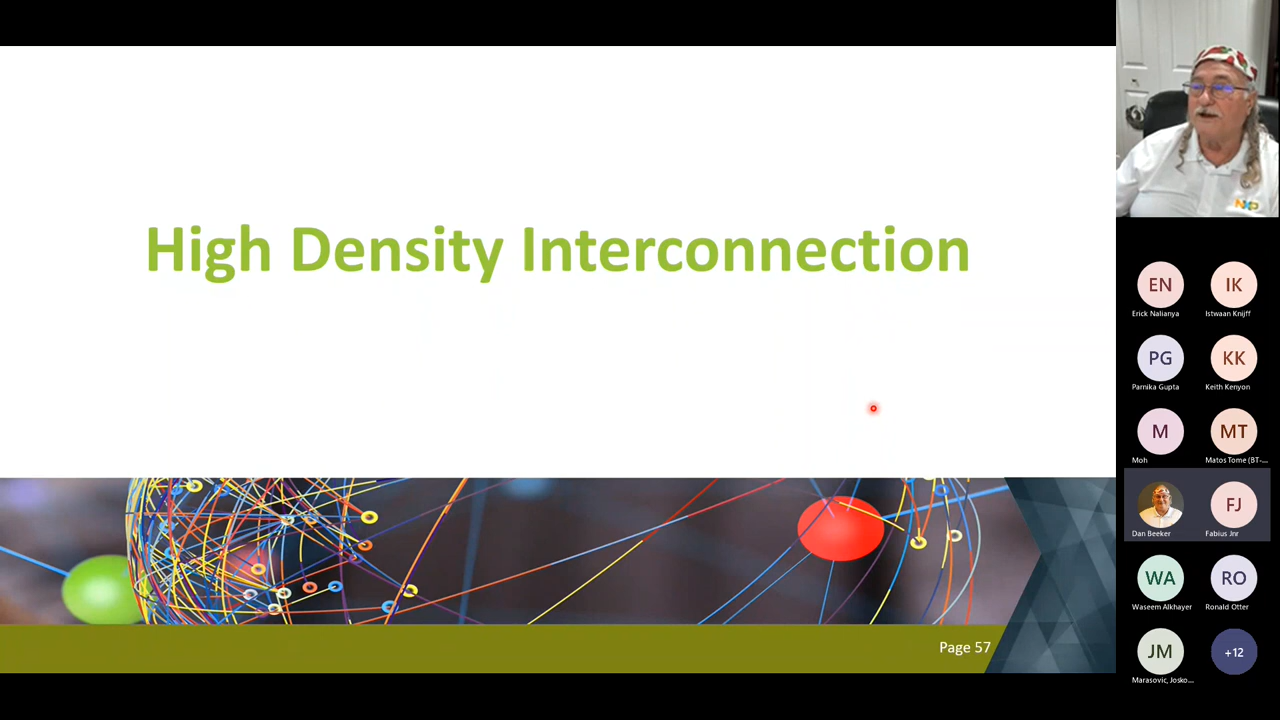 High Density Interconnection
Page 57
NXP
EN
IK
Erick Nalianya
Istwaan Knijff
PG
KK
Parnika Gupta
Keith Kenyon
M
MT
Moh
Matos Tome (BT-...
FJ
Dan Beeker
Fabius Jnr
WA
RO
Waseem Alkhayer
Ronald Otter
JM
+12
Marasovic, Josko...